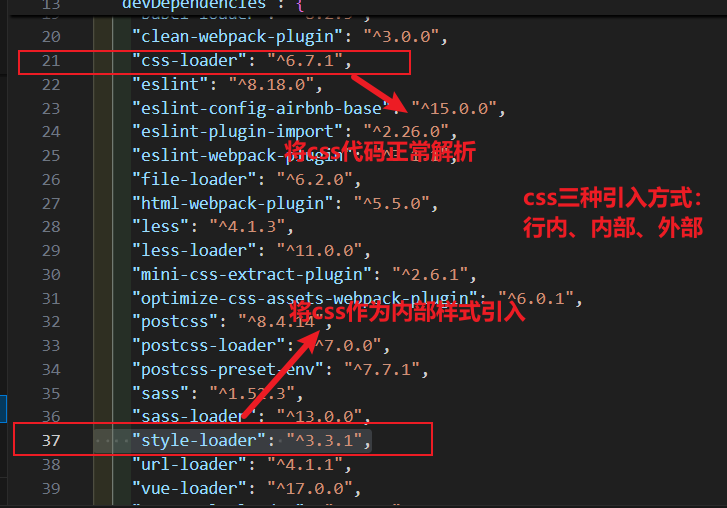 13 devDependencies : {
20 "clean-webpack-plugin": "^3.0.0",
21 "css-loader": "^6.7.1",
22 "eslint": "^8.18.0",
23 "eslint-config-airbnb-base": "^15.0.0",
24 "eslint-plugin-import": "^2.26.0",
25 "eslint-webpack-plugin":
将css代码正常解析
26 "file-loader": "^6.2.0",
27 "html-webpack-plugin": "^5.5.0",
css三种引入方式：
行内、内部、外部
28 "less": "^4.1.3",
29 "less-loader": "^11.0.0",
30 "mini-css-extract-plugin": "^2.6.1",
31 "optimize-css-assets-webpack-plugin": "^6.0.1",
将css作为内部样式引入
32 "postcss": "^8.4.14",
33 "postcss-loader": "^7.0.0",
34 "postcss-preset-env": "^7.7.1",
35 "sass": "^1.52.3",
36 "sass-loader": "^13.0.0",
37 "style-loader": "^3.3.1",
38 "url-loader": "^4.1.1",
39 "vue-loader": "^17.0.0",